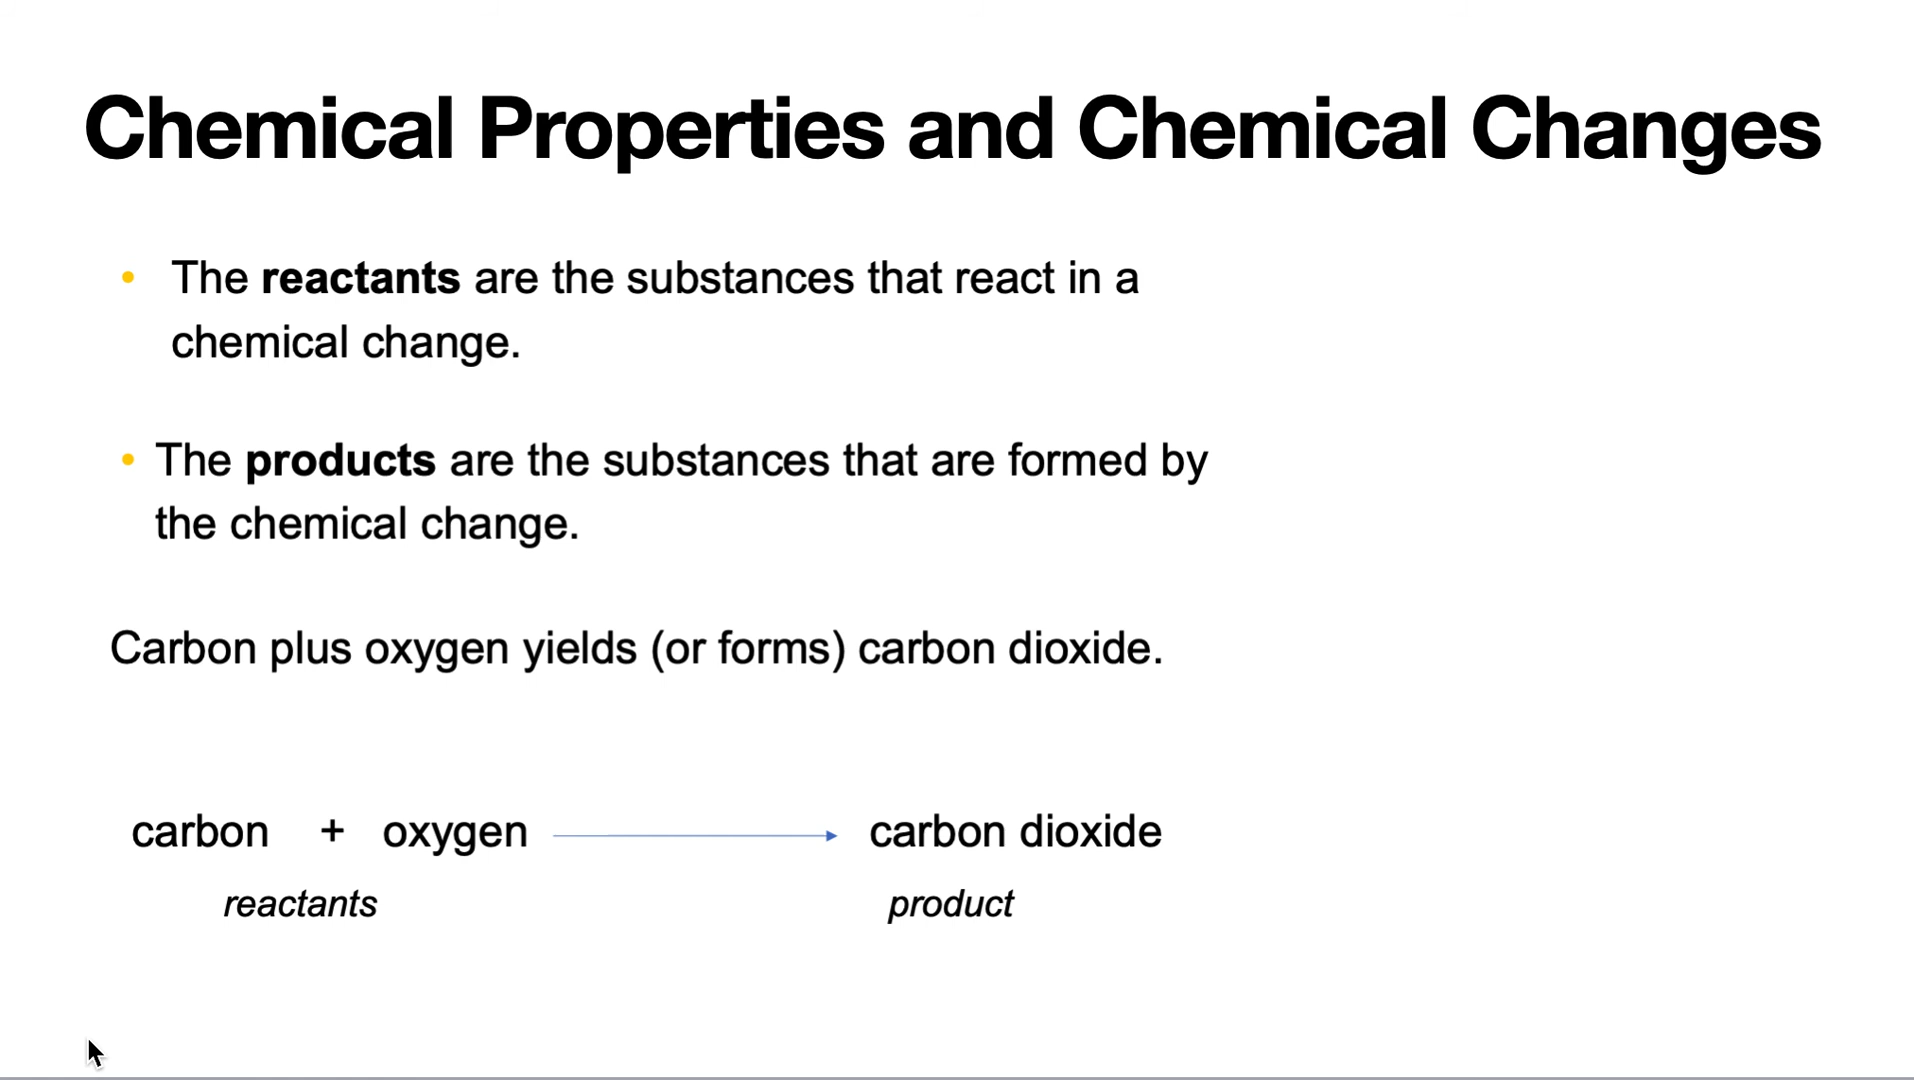 Chemical Properties and Chemical Changes
• The reactants are the substances that react in a
chemical change.
• The products are the substances that are formed by
the chemical change.
Carbon plus oxygen yields (or forms) carbon dioxide.
carbon + oxygen → carbon dioxide
reactants product